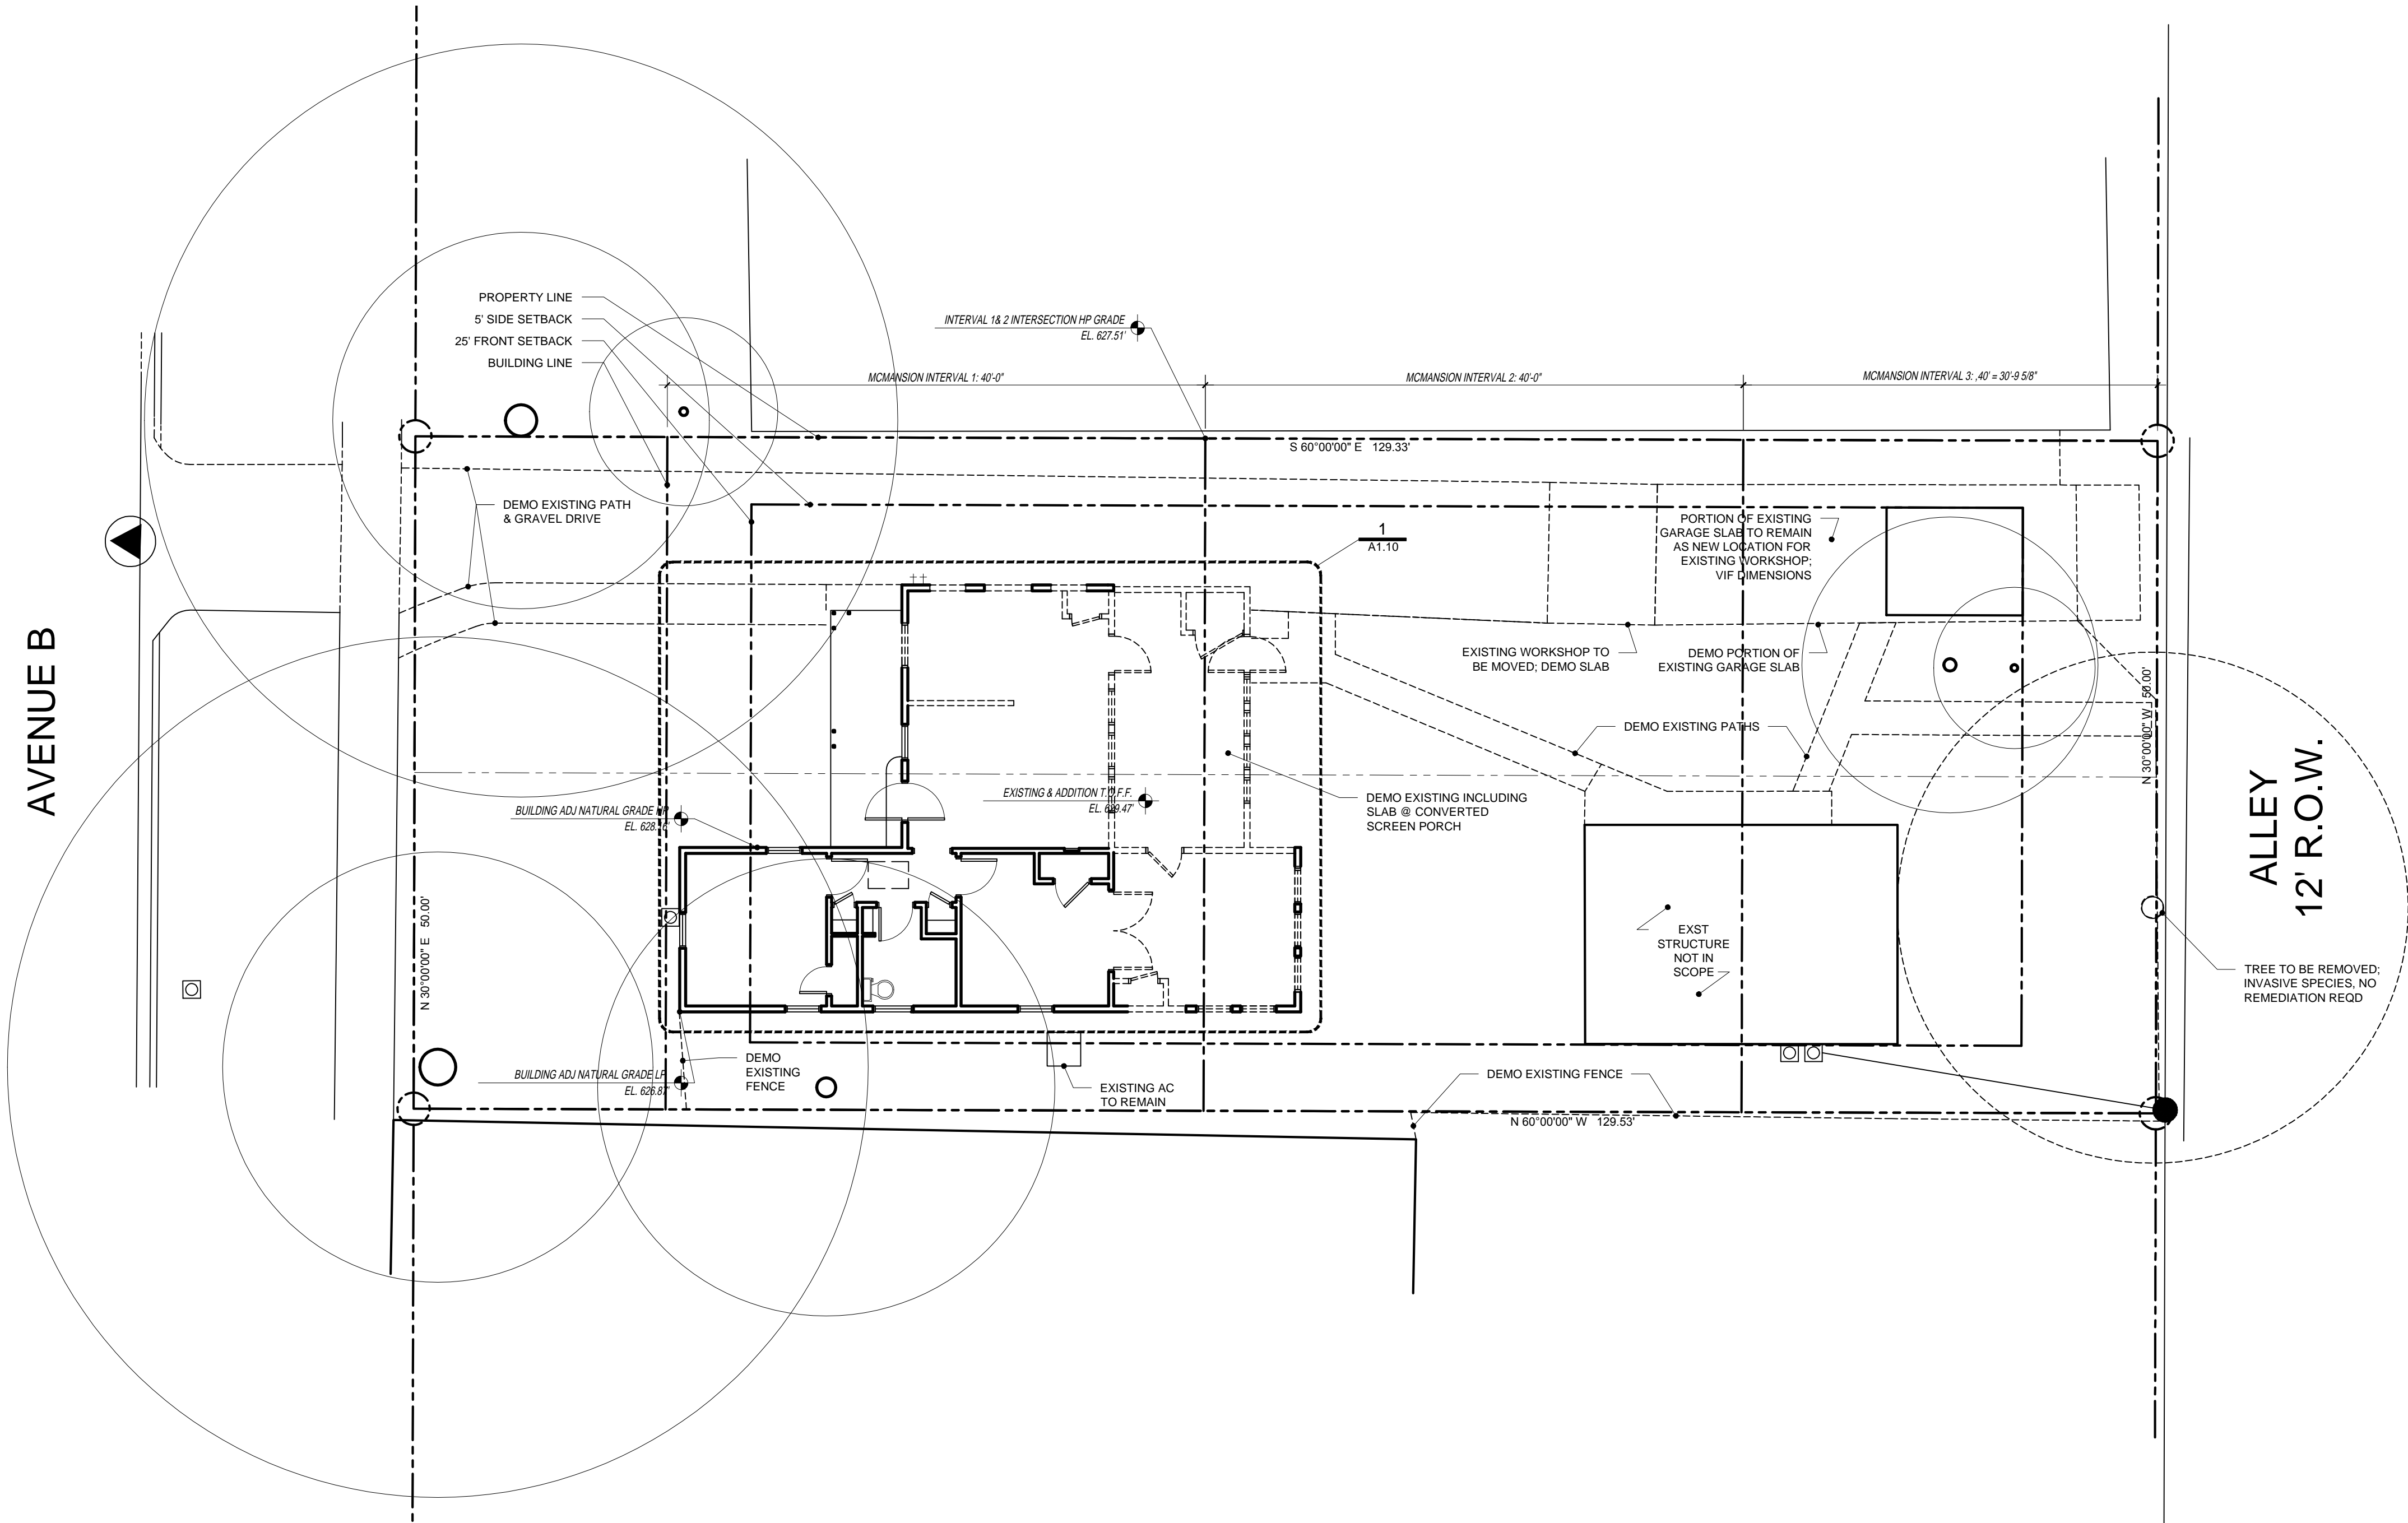 PROPERTY LINE
5' SIDE SETBACK
25' FRONT SETBACK
BUILDING LINE
INTERVAL 1& 2 INTERSECTION HP GRADE
EL. 627.51'
MCMANSION INTERVAL 1: 40'-0"
MCMANSION INTERVAL 2: 40'-0"
MCMANSION INTERVAL 3: ,40' = 30'-9 5/8"
S 60°00'00" E 129.33'
DEMO EXISTING PATH
& GRAVEL DRIVE
1
A1.10
PORTION OF EXISTING
GARAGE SLAB TO REMAIN
AS NEW LOCATION FOR
EXISTING WORKSHOP;
VIF DIMENSIONS
AVENUE B
EXISTING WORKSHOP TO
BE MOVED; DEMO SLAB
DEMO PORTION OF
EXISTING GARAGE SLAB
DEMO EXISTING PATHS
N 30°00'00" W 50.00'
ALLEY
12' R.O.W.
BUILDING ADJ NATURAL GRADE HP
EL. 628.
EXISTING & ADDITION T.O.F.F.
EL. 629.47'
DEMO EXISTING INCLUDING
SLAB @ CONVERTED
SCREEN PORCH
N 30°00'00" E 50.00'
EXST
STRUCTURE
NOT IN
SCOPE
TREE TO BE REMOVED;
INVASIVE SPECIES, NO
REMEDIATION REQD
BUILDING ADJ NATURAL GRADE LP
EL. 626.87'
DEMO
EXISTING
FENCE
EXISTING AC
TO REMAIN
DEMO EXISTING FENCE
N 60°00'00" W 129.53'